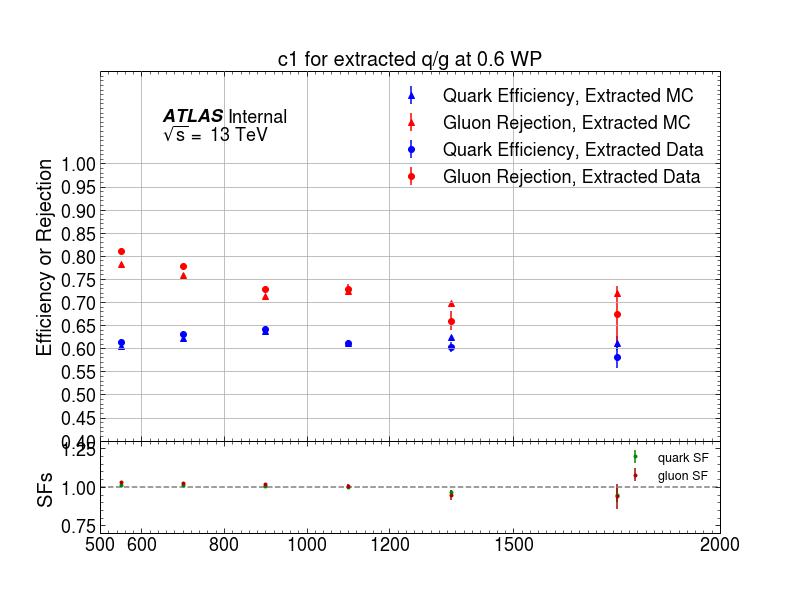 c1 for extracted q/g at 0.6 WP
ATLAS Internal
√s = 13 TeV
Quark Efficiency, Extracted MC
Gluon Rejection, Extracted MC
Quark Efficiency, Extracted Data
Gluon Rejection, Extracted Data
Efficiency or Rejection
1.00
0.95
0.90
0.85
0.80
0.75
0.70
0.65
0.60
0.55
0.50
0.45
0.40
SFs
1.25
1.00
0.75
quark SF
gluon SF
500 600 800 1000 1200 1500 2000